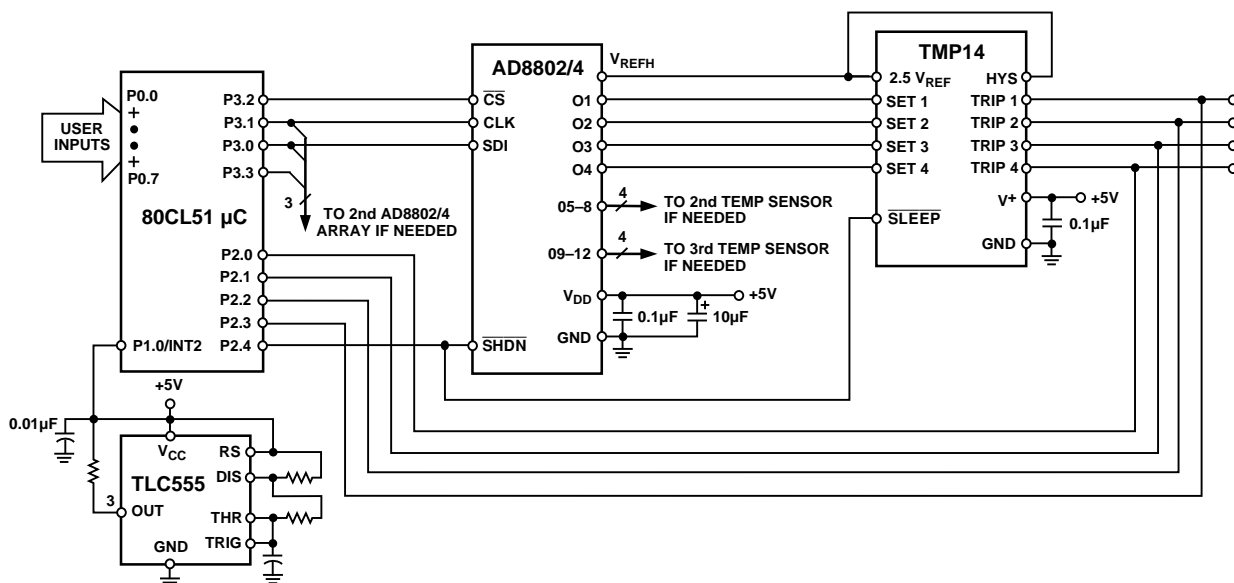 80CL51 µC
P0.0
P0.7
USER
INPUTS
P3.2
P3.1
P3.0
P3.3
P2.0
P2.1
P2.2
P2.3
P2.4
P1.0/INT2
3
TO 2nd AD8802/4
ARRAY IF NEEDED
AD8802/4
CS
CLK
SDI
SHDN
VREFH
O1
O2
O3
O4
05–8
09–12
VDD
GND
4
TO 2nd TEMP SENSOR
IF NEEDED
4
TO 3rd TEMP SENSOR
IF NEEDED
+5V
0.1µF
+
10µF
TMP14
2.5 VREF
SET 1
SET 2
SET 3
SET 4
SLEEP
HYS
TRIP 1
TRIP 2
TRIP 3
TRIP 4
V+
GND
+5V
0.1µF
+5V
0.01µF
VCC
TLC555
RS
DIS
THR
TRIG
3
OUT
GND